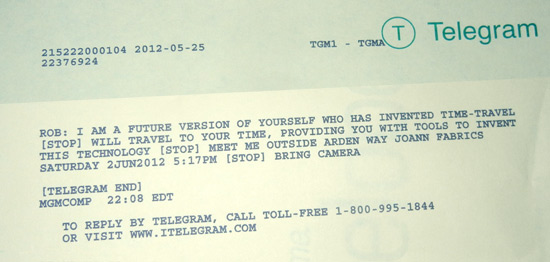 215222000104 2012-05-25
22376924
TGM1 - TGMA
T Telegram
ROB: I AM A FUTURE VERSION OF YOURSELF WHO HAS INVENTED TIME-TRAVEL
[STOP] WILL TRAVEL TO YOUR TIME, PROVIDING YOU WITH TOOLS TO INVENT
THIS TECHNOLOGY [STOP] MEET ME OUTSIDE ARDEN WAY JOANN FABRICS
SATURDAY 2JUN2012 5:17PM [STOP] BRING CAMERA
[TELEGRAM END]
MGMCOMP 22:08 EDT
TO REPLY BY TELEGRAM, CALL TOLL-FREE 1-800-995-1844
OR VISIT WWW.ITELEGRAM.COM